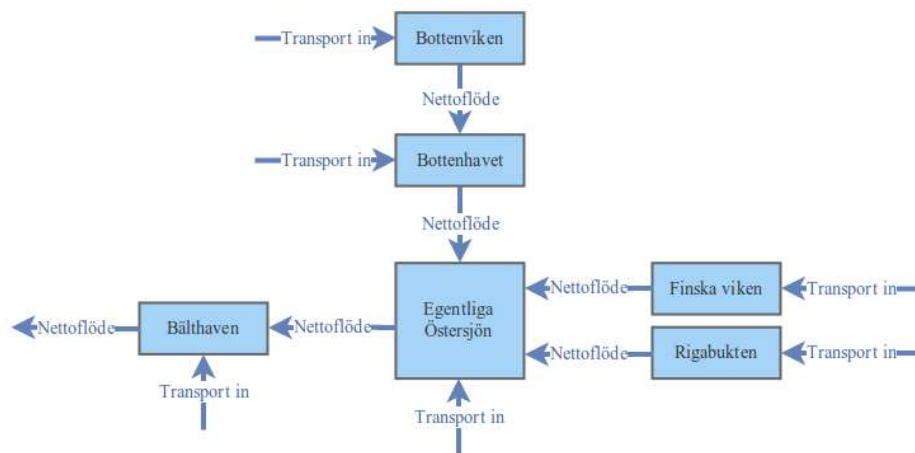 Transport in
Bottenviken
Nettoflöde
Transport in
Bottenhavet
Nettoflöde
Egentliga
Östersjön
Nettoflöde
Finska viken
Transport in
Nettoflöde
Bälthaven
Nettoflöde
Nettoflöde
Rigabukten
Transport in
Transport in
Transport in